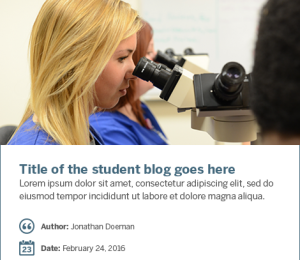 Title of the student blog goes here
Lorem ipsum dolor sit amet, consectetur adipiscing elit, sed do
eiusmod tempor incididunt ut labore et dolore magna aliqua.
Author: Jonathan Doeman
23
Date: February 24, 2016